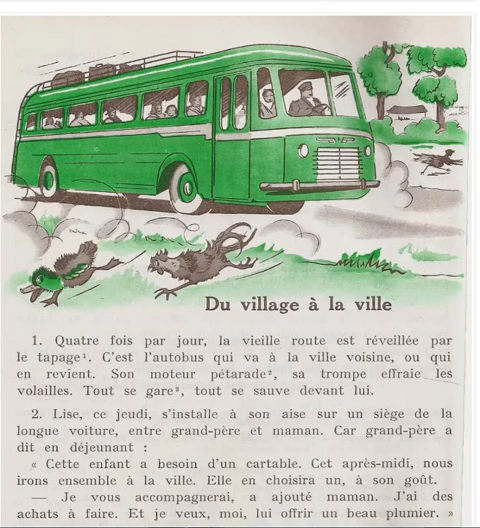 Du village à la ville
1. Quatre fois par jour, la vieille route est réveillée par
le tapage¹. C'est l'autobus qui va à la ville voisine, ou qui
en revient. Son moteur pétarade², sa trompe effraie les
volailles. Tout se gare³, tout se sauve devant lui.
2. Lise, ce jeudi, s'installe à son aise sur un siège de la
longue voiture, entre grand-père et maman. Car grand-père a
dit en déjeunant :
« Cette enfant a besoin d'un cartable. Cet après-midi, nous
irons ensemble à la ville. Elle en choisira un, à son goût.
— Je vous accompagnerai, a ajouté maman. J'ai des
achats à faire. Et je veux, moi, lui offrir un beau plumier. »